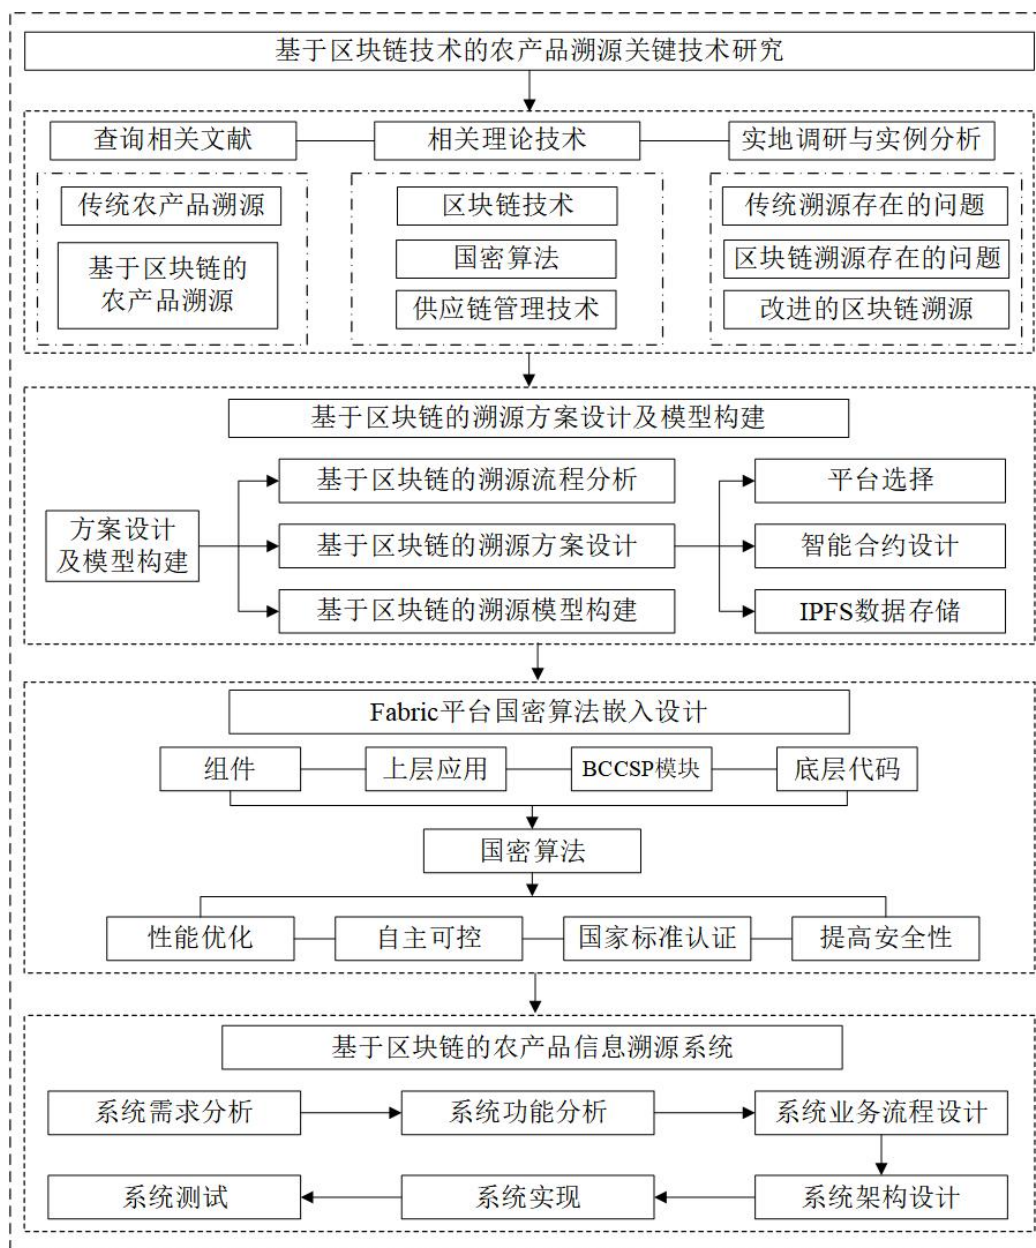 基于区块链技术的农产品溯源关键技术研究
查询相关文献
相关理论技术
实地调研与实例分析
传统农产品溯源
基于区块链的
农产品溯源
区块链技术
国密算法
供应链管理技术
传统溯源存在的问题
区块链溯源存在的问题
改进的区块链溯源
基于区块链的溯源方案设计及模型构建
方案设计
及模型构建
基于区块链的溯源流程分析
基于区块链的溯源方案设计
基于区块链的溯源模型构建
平台选择
智能合约设计
IPFS数据存储
Fabric平台国密算法嵌入设计
组件
上层应用
BCCSP模块
底层代码
国密算法
性能优化
自主可控
国家标准认证
提高安全性
基于区块链的农产品信息溯源系统
系统需求分析
系统功能分析
系统业务流程设计
系统测试
系统实现
系统架构设计